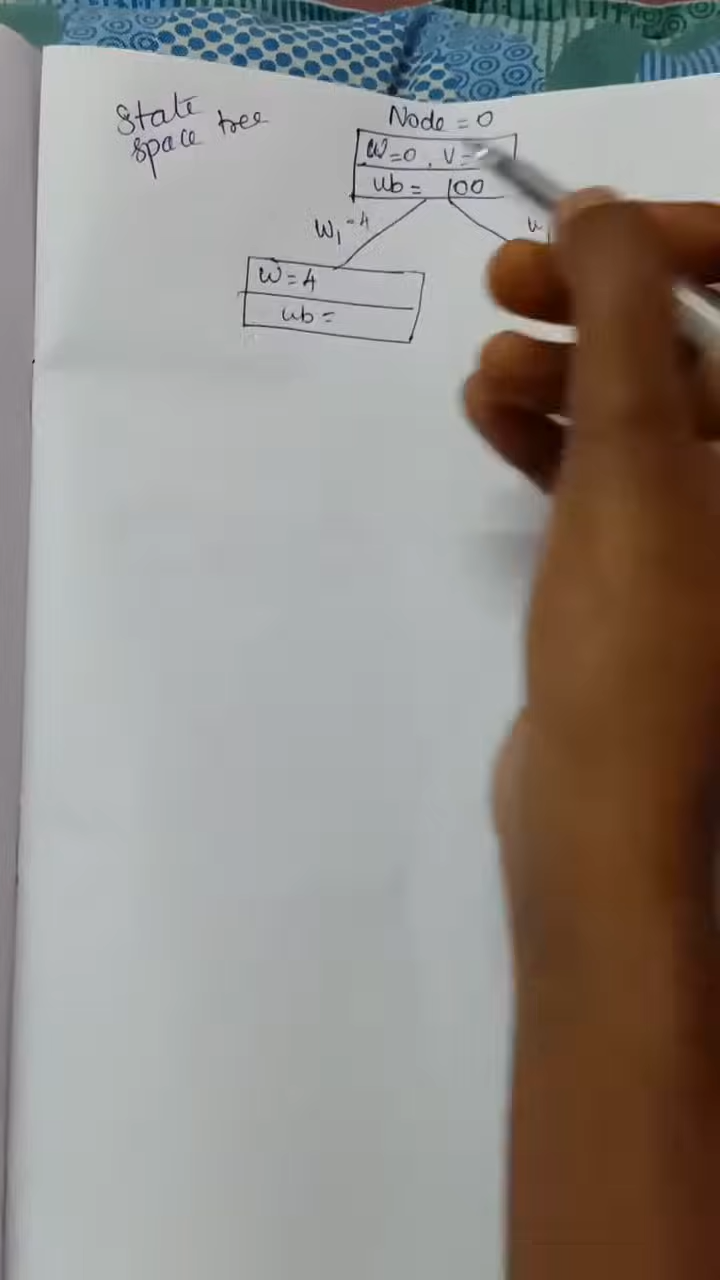 State
space tree
Node = 0
W=0, V=
ub= 100
W₁=4
W=4
ub=